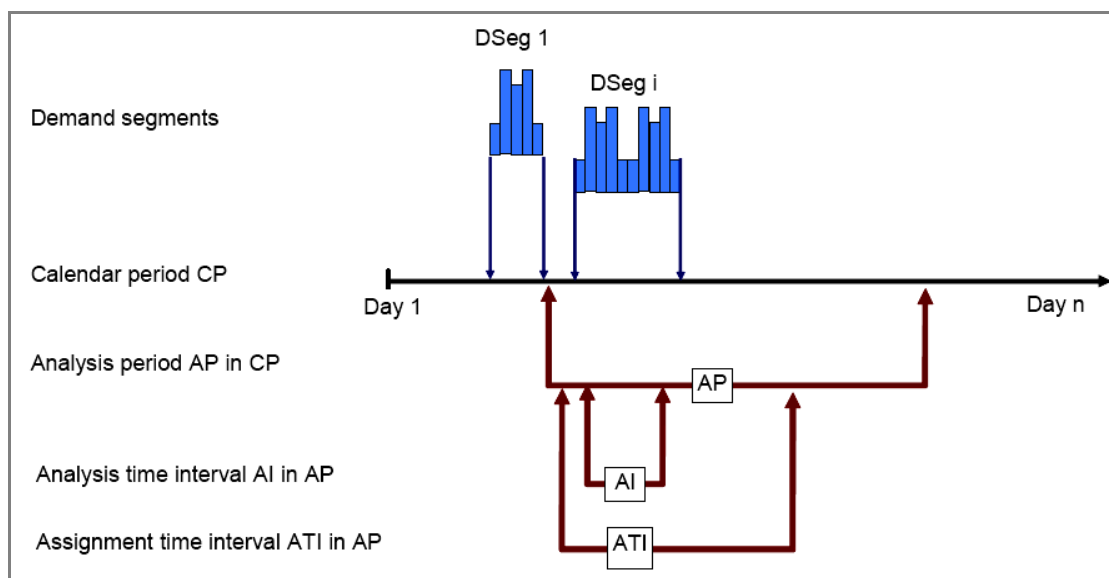 DSeg 1
DSeg i
Demand segments
Calendar period CP
Day 1
Day n
Analysis period AP in CP
AP
Analysis time interval AI in AP
AI
Assignment time interval ATI in AP
ATI